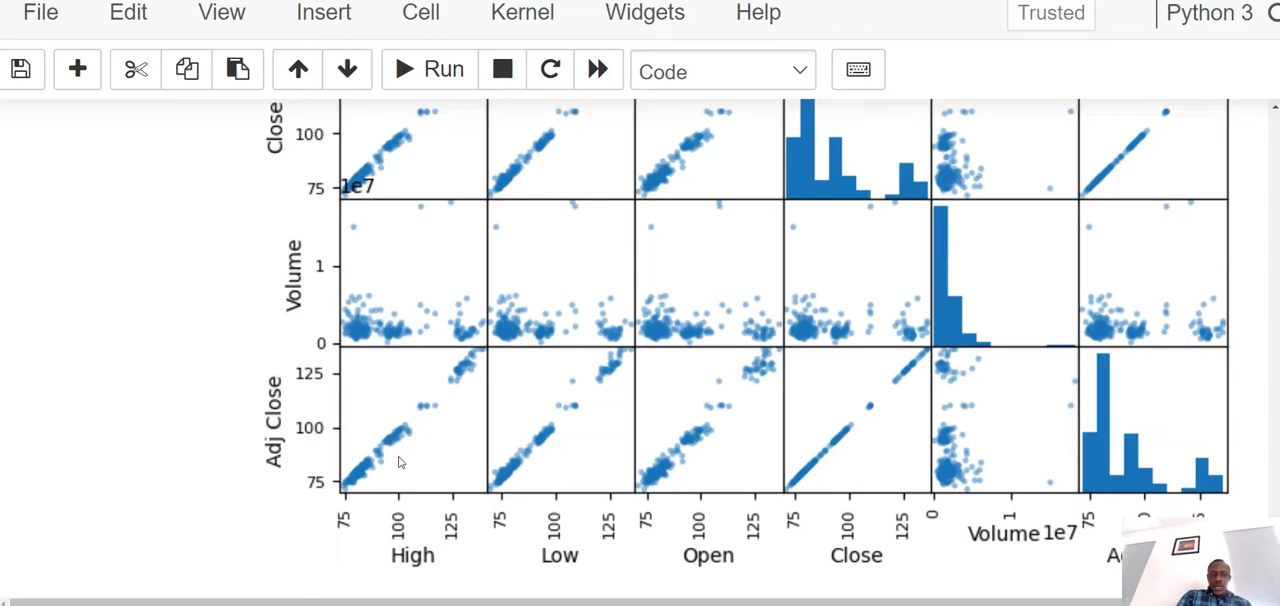 File Edit View Insert Cell Kernel Widgets Help Trusted Python 3
Run Code
Close
100
75
1e7
Volume
1
0
Adj Close
125
100
75
75 100 125 75 100 125 75 100 125 75 100 125 0 1 75
High Low Open Close Volume 1e7